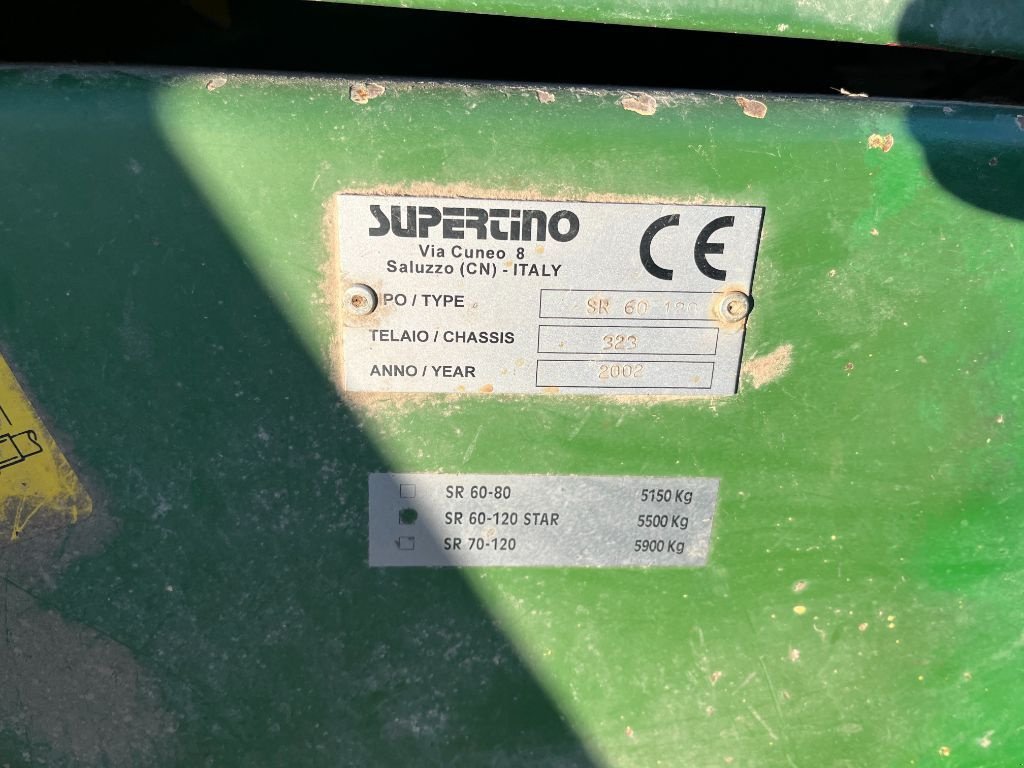 SUPERTINO
CE
Via Cuneo 8
Saluzzo (CN) - ITALY
PO / TYPE SR 60 120
TELAIO / CHASSIS 323
ANNO / YEAR 2002
SR 60-80 5150 Kg
SR 60-120 STAR 5500 Kg
SR 70-120 5900 Kg